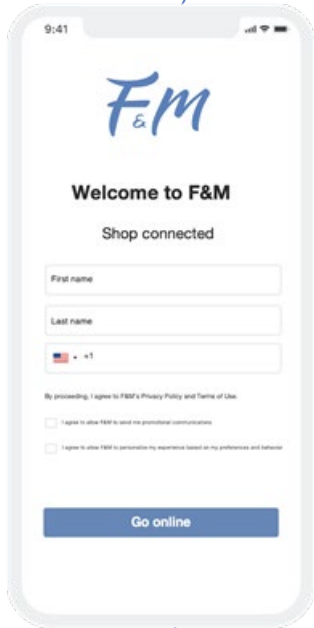 9:41
F&M
Welcome to F&M
Shop connected
First name
Last name
+1
By proceeding, I agree to F&M's Privacy Policy and Terms of Use.
I agree to allow F&M to send me promotional communications
I agree to allow F&M to personalize my experience based on my preferences and behavior
Go online